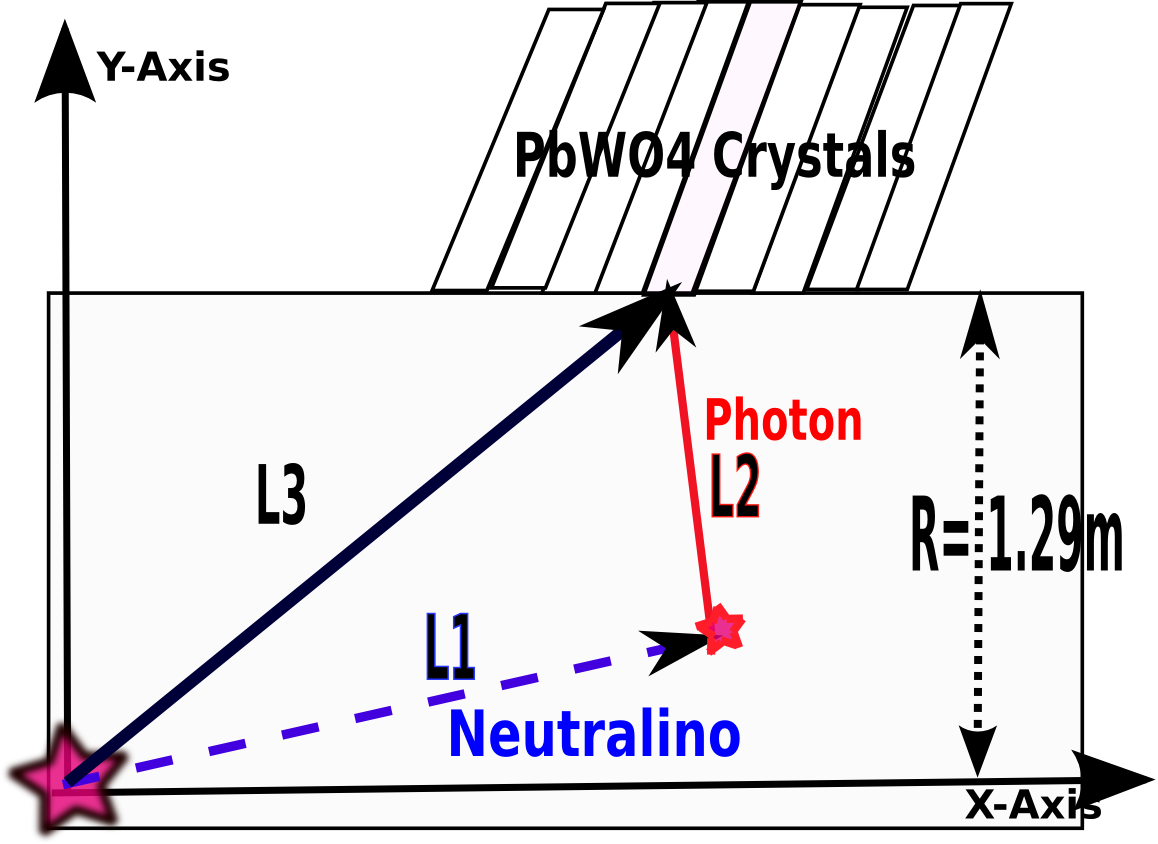 Y-Axis
PbWO4 Crystals
Photon
L2
L3
R= 1.29m
L1
Neutralino
X-Axis